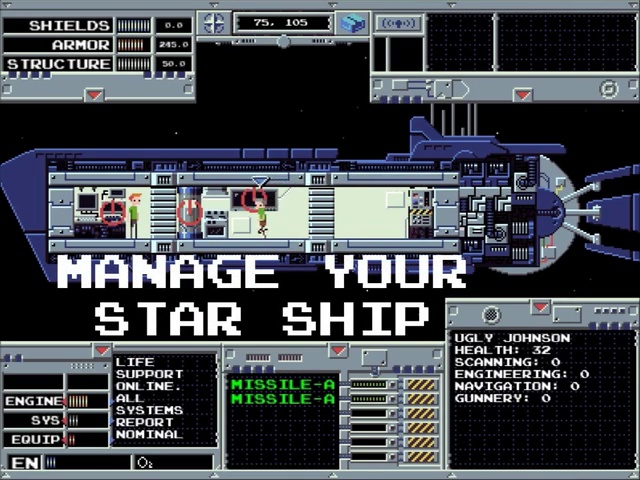 SHIELDS 0.0
75, 105
ARMOR 245.0
STRUCTURE 50.0
MANAGE YOUR
STAR SHIP
LIFE
SUPPORT
ONLINE.
ALL
SYSTEMS
REPORT
NOMINAL
ENGINE
SYS
EQUIP
EN
O2
MISSILE-A
MISSILE-A
UGLY JOHNSON
HEALTH: 32
SCANNING: 0
ENGINEERING: 0
NAVIGATION: 0
GUNNERY: 0